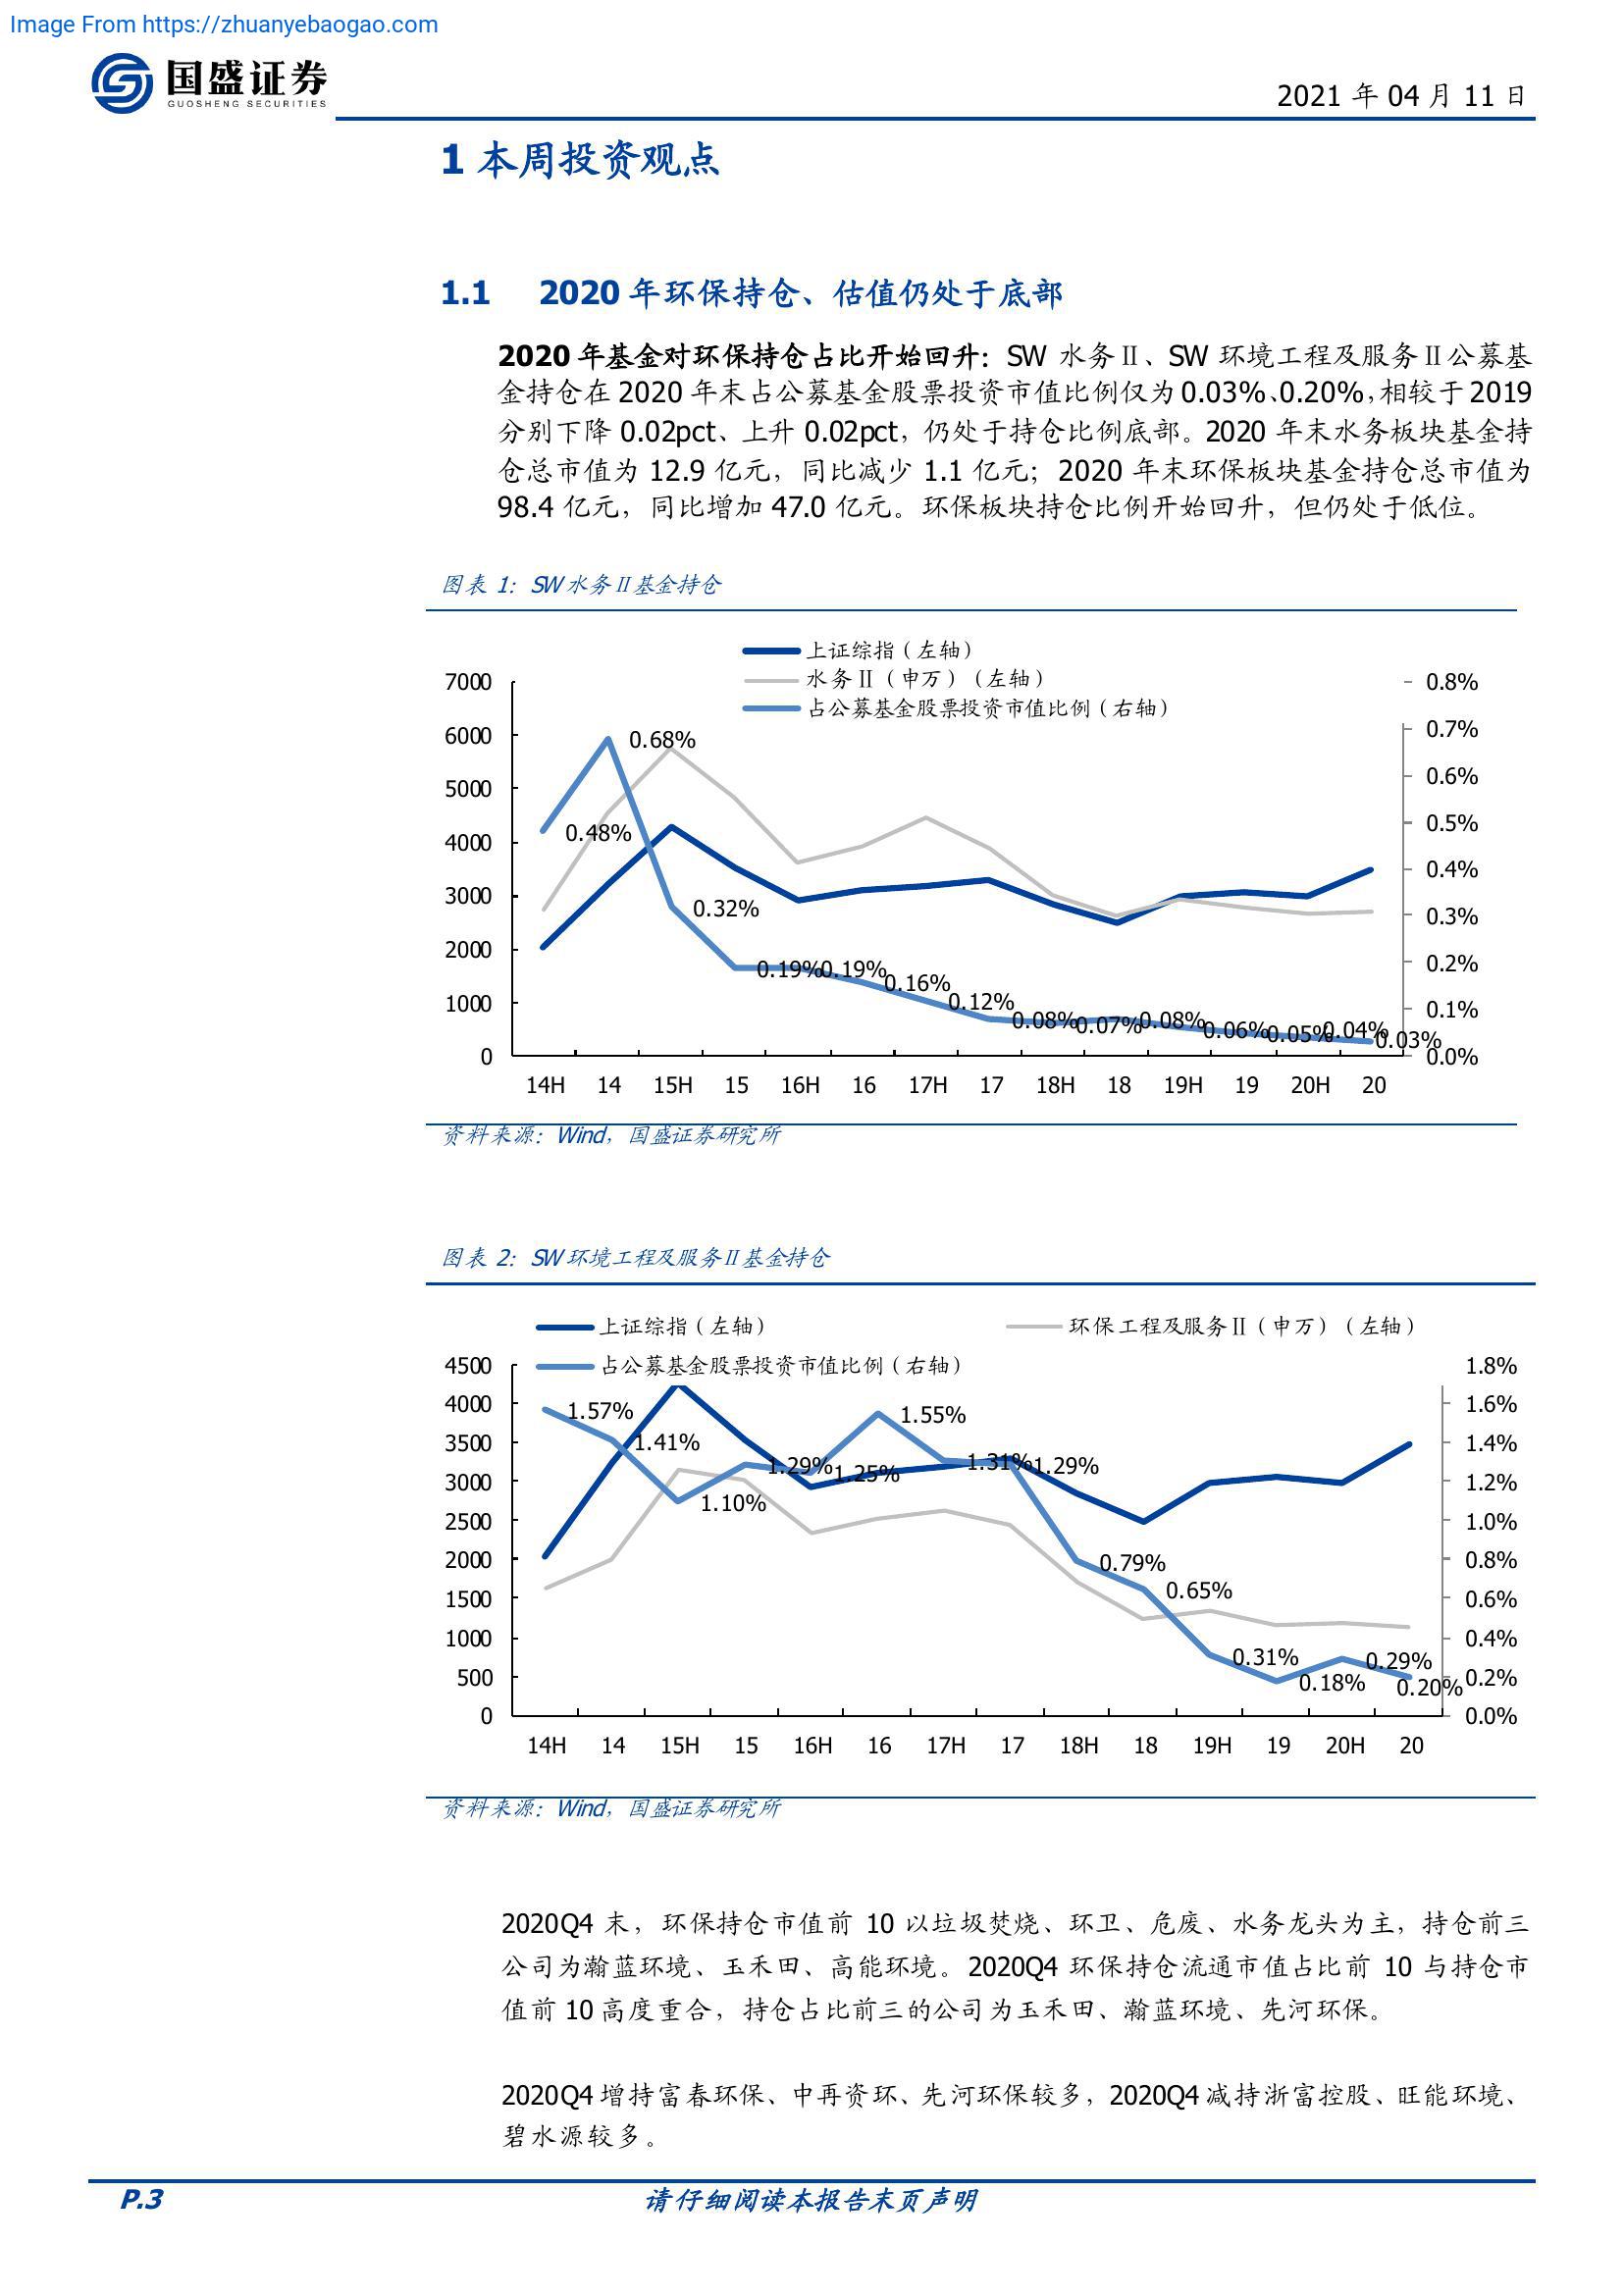 Image From https://zhuanyebaogao.com
国盛证券
GUOSHENG SECURITIES
2021 年 04 月 11 日
1 本周投资观点
1.1 2020 年环保持仓、估值仍处于底部
2020 年基金对环保持仓占比开始回升：SW 水务Ⅱ、SW 环境工程及服务Ⅱ公募基
金持仓在 2020 年末占公募基金股票投资市值比例仅为 0.03%、0.20%，相较于 2019
分别下降 0.02pct、上升 0.02pct，仍处于持仓比例底部。2020 年末水务板块基金持
仓总市值为 12.9 亿元，同比减少 1.1 亿元；2020 年末环保板块基金持仓总市值为
98.4 亿元，同比增加 47.0 亿元。环保板块持仓比例开始回升，但仍处于低位。
图表 1：SW 水务Ⅱ基金持仓
上证综指（左轴）
水务Ⅱ（申万）（左轴）
占公募基金股票投资市值比例（右轴）
7000
6000
5000
4000
3000
2000
1000
0
0.48%
0.68%
0.32%
0.19%
0.19%
0.16%
0.12%
0.08%
0.07%
0.08%
0.06%
0.05%
0.04%
0.03%
0.8%
0.7%
0.6%
0.5%
0.4%
0.3%
0.2%
0.1%
0.0%
14H 14 15H 15 16H 16 17H 17 18H 18 19H 19 20H 20
资料来源：Wind，国盛证券研究所
图表 2：SW 环境工程及服务Ⅱ基金持仓
上证综指（左轴）
环保工程及服务Ⅱ（申万）（左轴）
占公募基金股票投资市值比例（右轴）
4500
4000
3500
3000
2500
2000
1500
1000
500
0
1.57%
1.41%
1.10%
1.29%
1.25%
1.55%
1.31%
1.29%
0.79%
0.65%
0.31%
0.18%
0.29%
0.20%
1.8%
1.6%
1.4%
1.2%
1.0%
0.8%
0.6%
0.4%
0.2%
0.0%
14H 14 15H 15 16H 16 17H 17 18H 18 19H 19 20H 20
资料来源：Wind，国盛证券研究所
2020Q4 末，环保持仓市值前 10 以垃圾焚烧、环卫、危废、水务龙头为主，持仓前三
公司为瀚蓝环境、玉禾田、高能环境。2020Q4 环保持仓流通市值占比前 10 与持仓市
值前 10 高度重合，持仓占比前三的公司为玉禾田、瀚蓝环境、先河环保。
2020Q4 增持富春环保、中再资环、先河环保较多，2020Q4 减持浙富控股、旺能环境、
碧水源较多。
P.3
请仔细阅读本报告末页声明